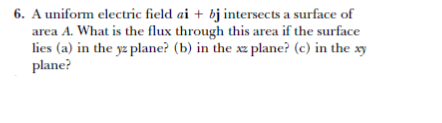 6. A uniform electric field ai + bj intersects a surface of
area A. What is the flux through this area if the surface
lies (a) in the yz plane? (b) in the xz plane? (c) in the xy
plane?